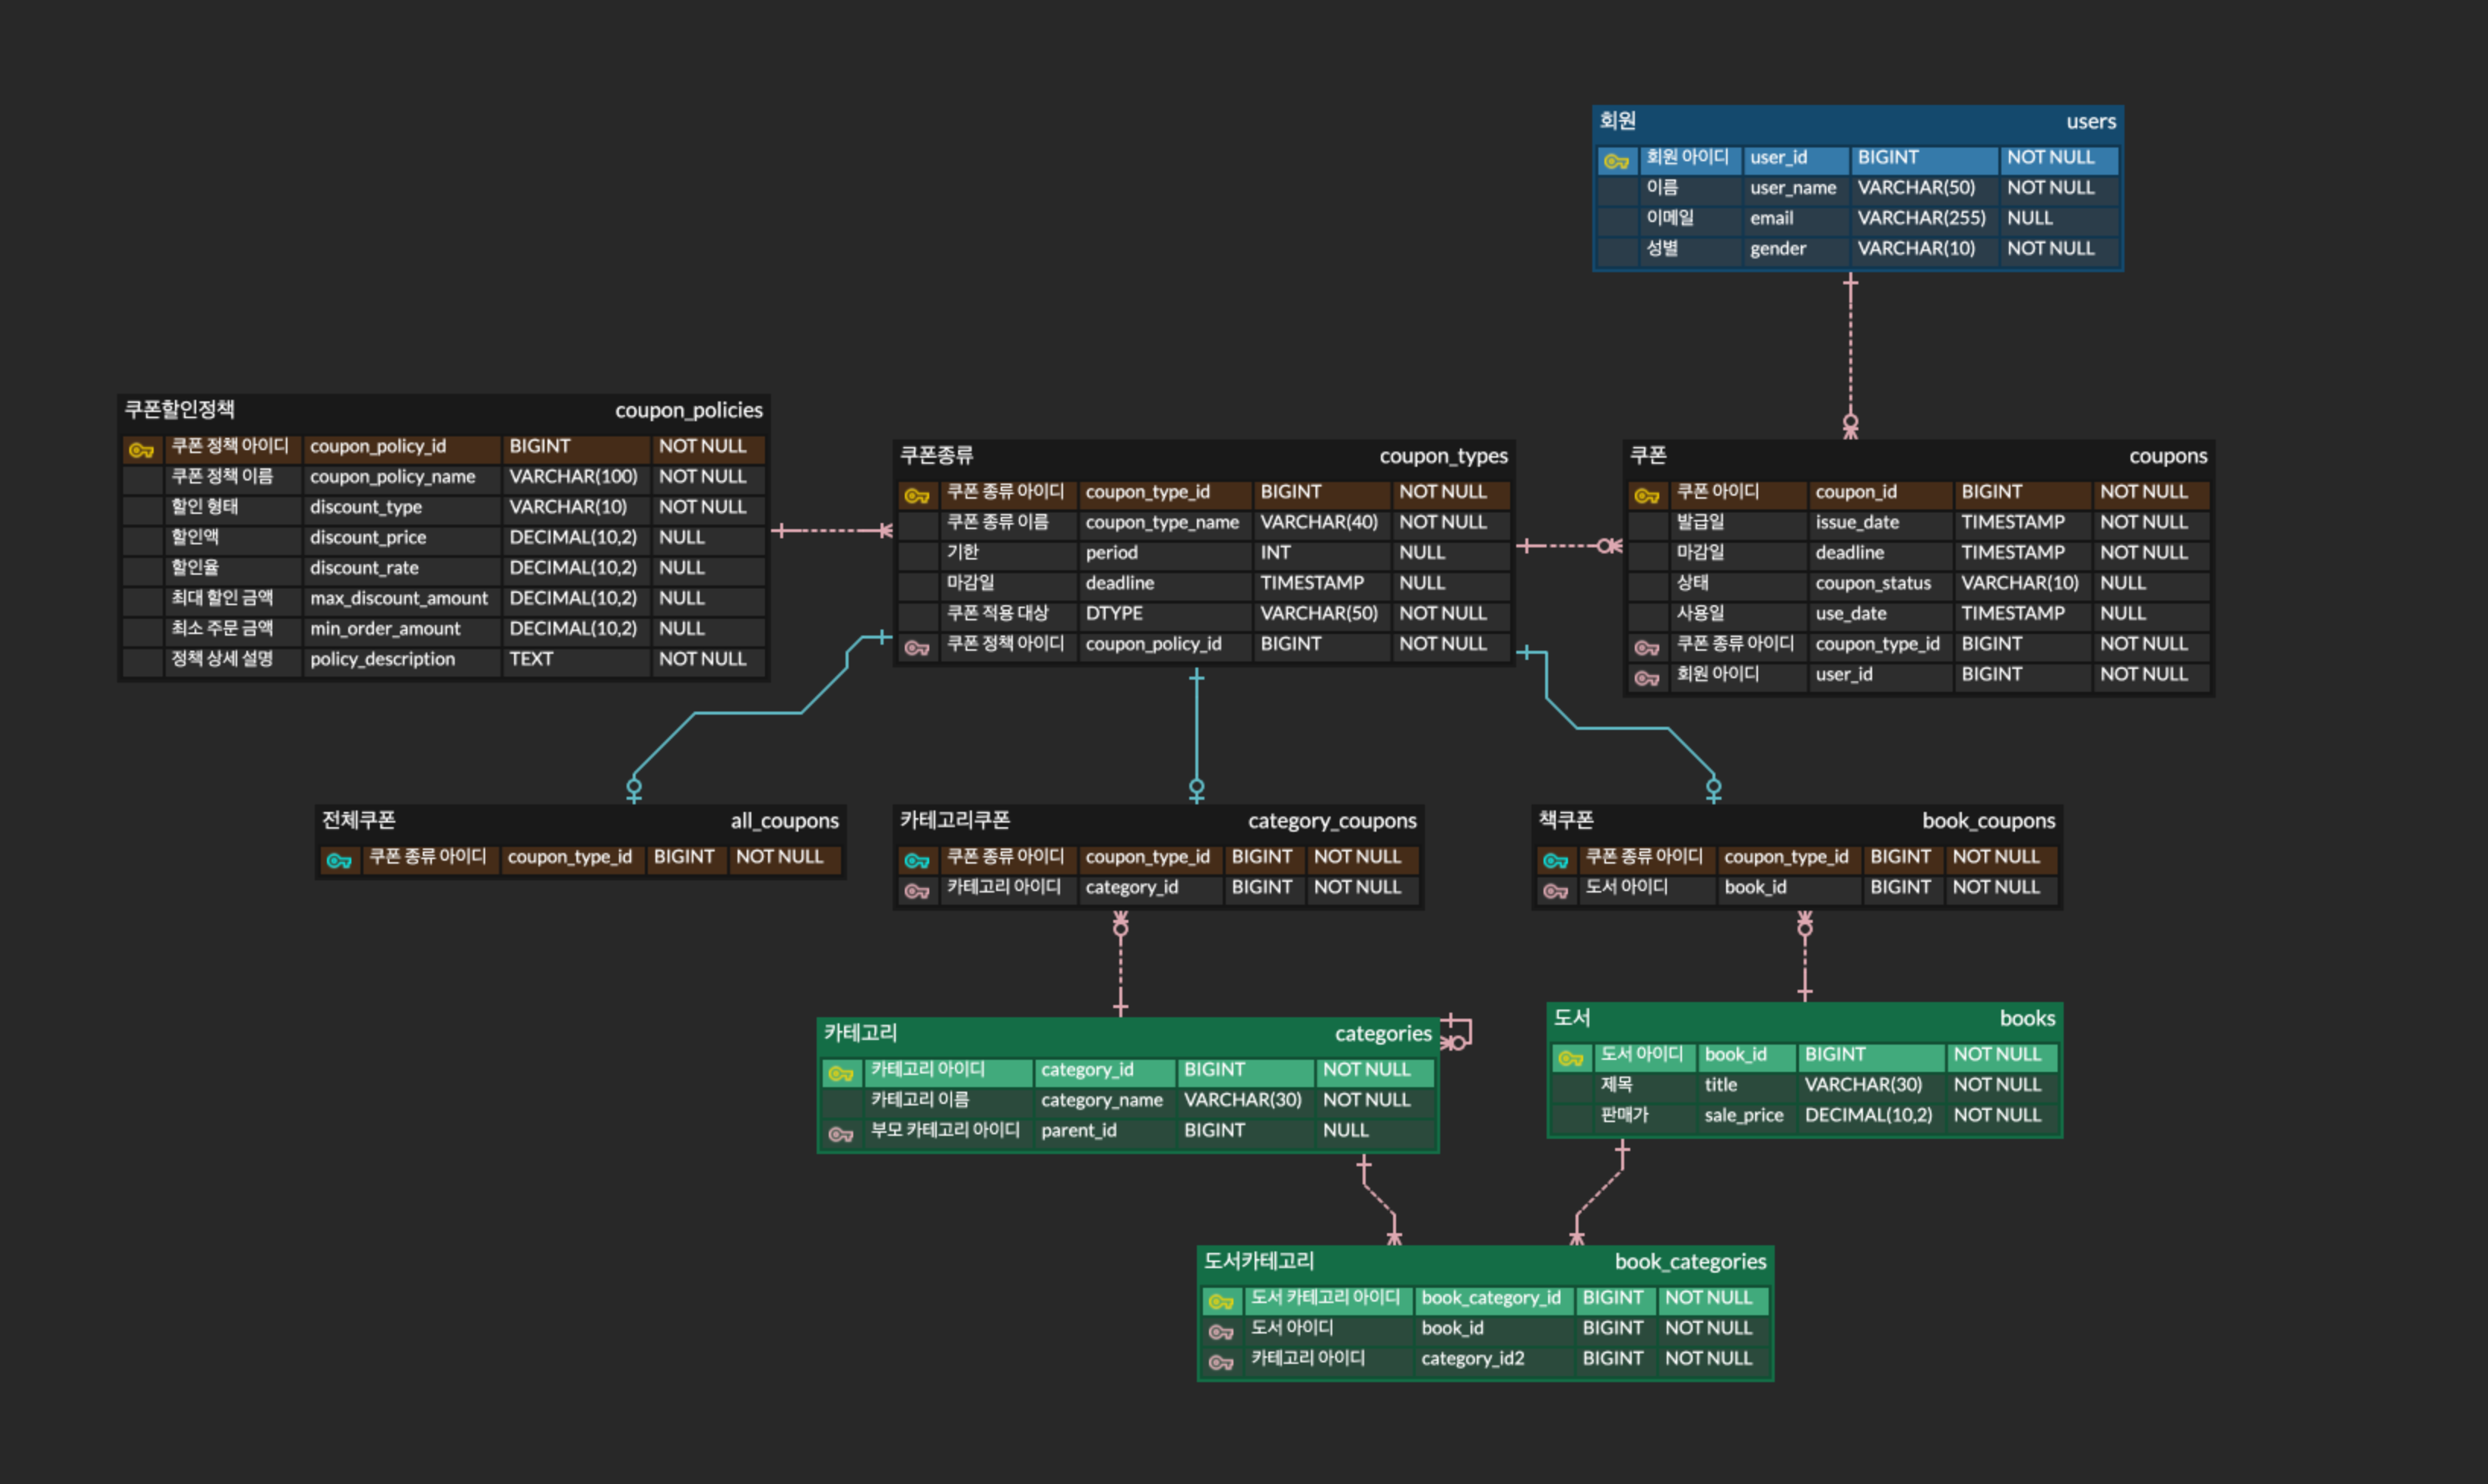 회원 users
회원 아이디 user_id BIGINT NOT NULL
이름 user_name VARCHAR(50) NOT NULL
이메일 email VARCHAR(255) NULL
성별 gender VARCHAR(10) NOT NULL
쿠폰할인정책 coupon_policies
쿠폰 정책 아이디 coupon_policy_id BIGINT NOT NULL
쿠폰 정책 이름 coupon_policy_name VARCHAR(100) NOT NULL
할인 형태 discount_type VARCHAR(10) NOT NULL
할인액 discount_price DECIMAL(10,2) NULL
할인율 discount_rate DECIMAL(10,2) NULL
최대 할인 금액 max_discount_amount DECIMAL(10,2) NULL
최소 주문 금액 min_order_amount DECIMAL(10,2) NULL
정책 상세 설명 policy_description TEXT NOT NULL
쿠폰종류 coupon_types
쿠폰 종류 아이디 coupon_type_id BIGINT NOT NULL
쿠폰 종류 이름 coupon_type_name VARCHAR(40) NOT NULL
기한 period INT NULL
마감일 deadline TIMESTAMP NULL
쿠폰 적용 대상 DTYPE VARCHAR(50) NOT NULL
쿠폰 정책 아이디 coupon_policy_id BIGINT NOT NULL
쿠폰 coupons
쿠폰 아이디 coupon_id BIGINT NOT NULL
발급일 issue_date TIMESTAMP NOT NULL
마감일 deadline TIMESTAMP NOT NULL
상태 coupon_status VARCHAR(10) NULL
사용일 use_date TIMESTAMP NULL
쿠폰 종류 아이디 coupon_type_id BIGINT NOT NULL
회원 아이디 user_id BIGINT NOT NULL
전체쿠폰 all_coupons
쿠폰 종류 아이디 coupon_type_id BIGINT NOT NULL
카테고리쿠폰 category_coupons
쿠폰 종류 아이디 coupon_type_id BIGINT NOT NULL
카테고리 아이디 category_id BIGINT NOT NULL
책쿠폰 book_coupons
쿠폰 종류 아이디 coupon_type_id BIGINT NOT NULL
도서 아이디 book_id BIGINT NOT NULL
카테고리 categories
카테고리 아이디 category_id BIGINT NOT NULL
카테고리 이름 category_name VARCHAR(30) NOT NULL
부모 카테고리 아이디 parent_id BIGINT NULL
도서 books
도서 아이디 book_id BIGINT NOT NULL
제목 title VARCHAR(30) NOT NULL
판매가 sale_price DECIMAL(10,2) NOT NULL
도서카테고리 book_categories
도서 카테고리 아이디 book_category_id BIGINT NOT NULL
도서 아이디 book_id BIGINT NOT NULL
카테고리 아이디 category_id2 BIGINT NOT NULL